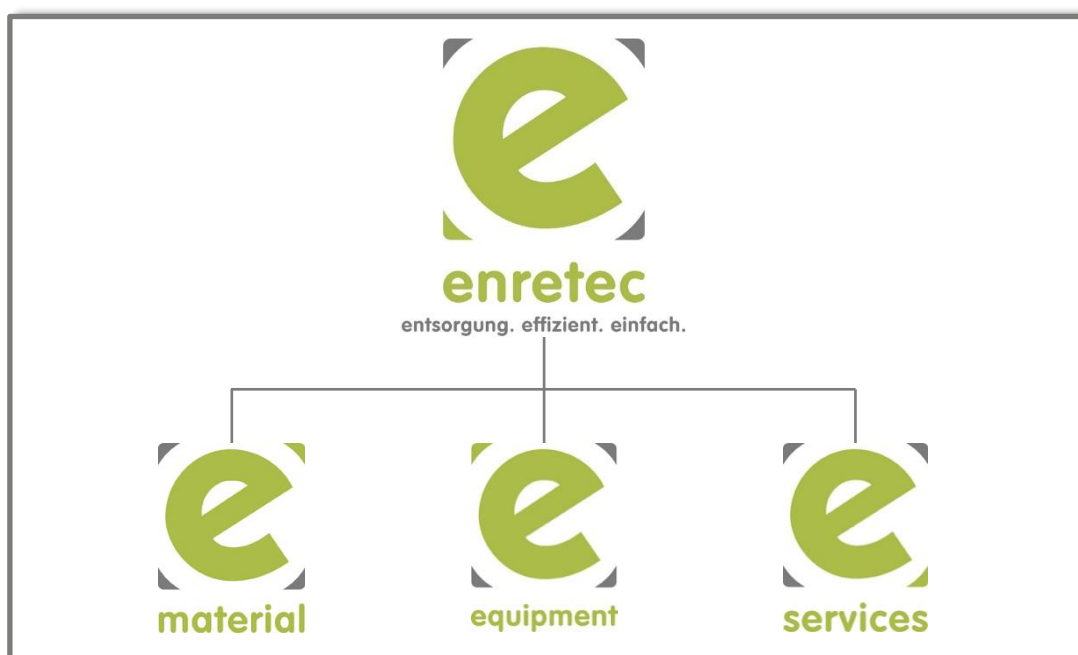 e
enretec
entsorgung. effizient. einfach.
e e e
material equipment services